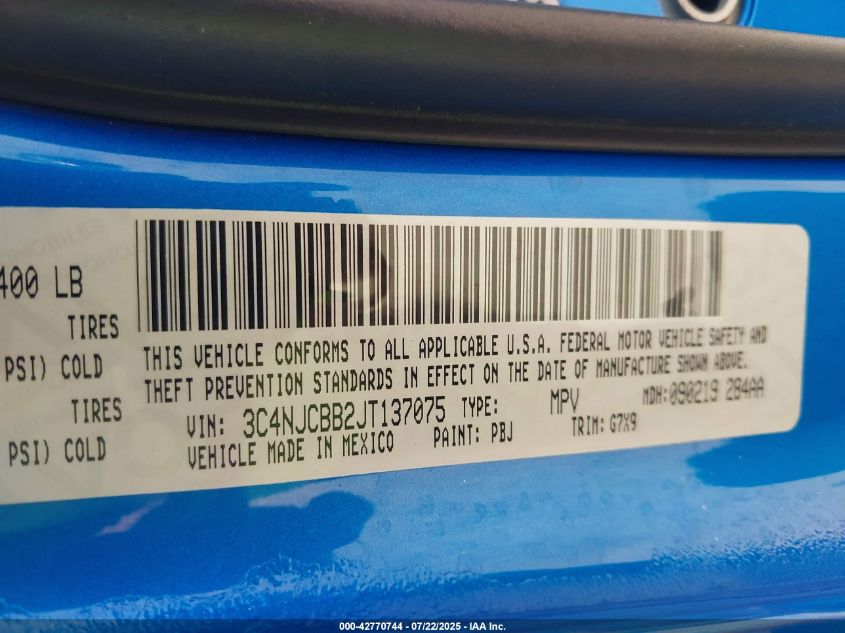 400 LB
TIRES
PSI) COLD
TIRES
PSI) COLD
THIS VEHICLE CONFORMS TO ALL APPLICABLE U.S.A. FEDERAL MOTOR VEHICLE SAFETY AND
THEFT PREVENTION STANDARDS IN EFFECT ON THE DATE OF MANUFACTURE SHOWN ABOVE.
VIN: 3C4NJCBB2JT137075 TYPE: MPV MDH:090219 284AA
VEHICLE MADE IN MEXICO PAINT: PBJ TRIM: G7X9
000-42770744 - 07/22/2025 - IAA Inc.